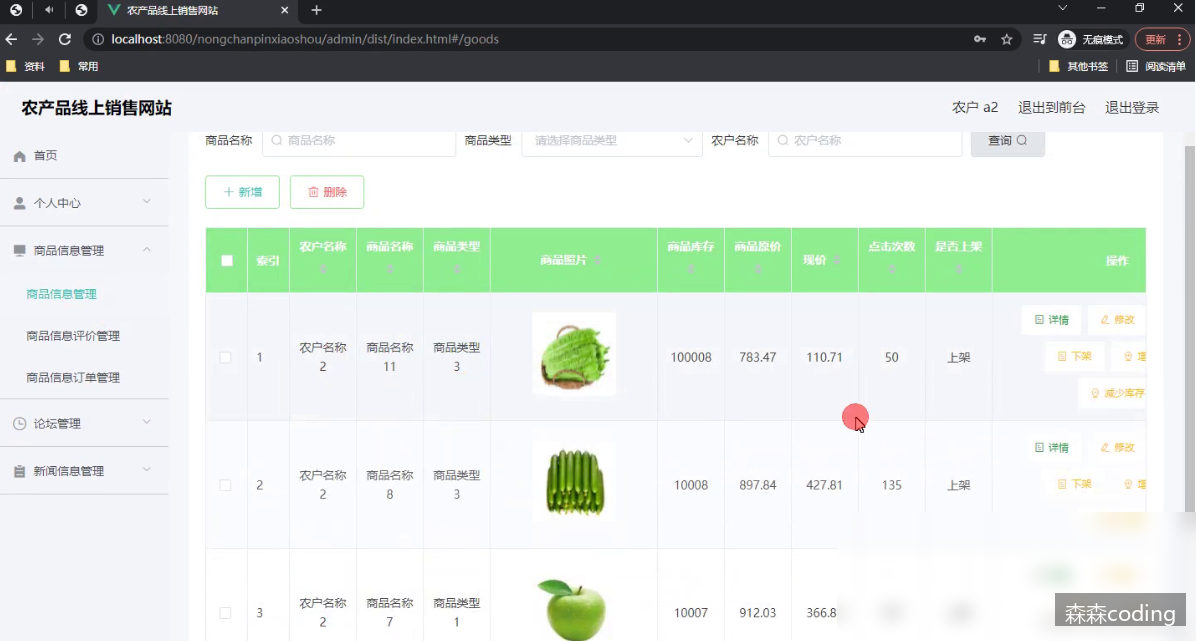 农产品线上销售网站
localhost:8080/nongchanpinxiaoshou/admin/dist/index.html#/goods
无痕模式
更新
资料
常用
其他书签
阅读清单
农产品线上销售网站
农户 a2
退出到前台
退出登录
首页
个人中心
商品信息管理
商品信息管理
商品信息评价管理
商品信息订单管理
论坛管理
新闻信息管理
商品名称 商品名称 商品类型 请选择商品类型 农户名称 农户名称 查询
新增 删除
索引 农户名称 商品名称 商品类型 商品照片 商品库存 商品原价 现价 点击次数 是否上架 操作
1 农户名称2 商品名称11 商品类型3 100008 783.47 110.71 50 上架 详情 修改
下架
减少库存
2 农户名称2 商品名称8 商品类型3 10008 897.84 427.81 135 上架 详情 修改
下架
3 农户名称2 商品名称7 商品类型1 10007 912.03 366.8
森森coding